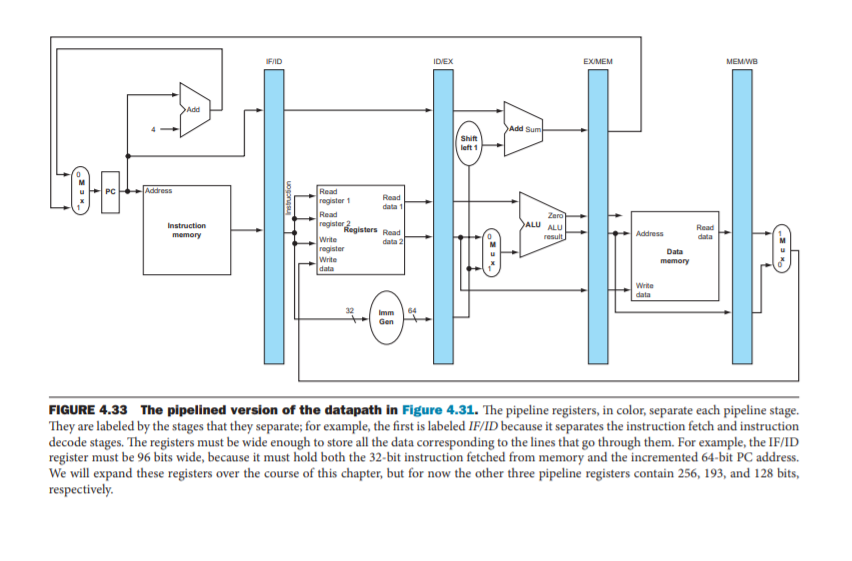 IF/ID
ID/EX
EX/MEM
MEM/WB
Add
4
Add Sum
Shift
left 1
0
M
u
x
1
PC
Address
Instruction
memory
Instruction
Read
register 1
Read
register 2
Registers
Write
register
Write
data
Read
data 1
Read
data 2
32
Imm
Gen
64
0
M
u
x
1
ALU
Zero
ALU
result
Address
Read
data
Data
memory
Write
data
1
M
u
x
0
FIGURE 4.33 The pipelined version of the datapath in Figure 4.31. The pipeline registers, in color, separate each pipeline stage.
They are labeled by the stages that they separate; for example, the first is labeled IF/ID because it separates the instruction fetch and instruction
decode stages. The registers must be wide enough to store all the data corresponding to the lines that go through them. For example, the IF/ID
register must be 96 bits wide, because it must hold both the 32-bit instruction fetched from memory and the incremented 64-bit PC address.
We will expand these registers over the course of this chapter, but for now the other three pipeline registers contain 256, 193, and 128 bits,
respectively.